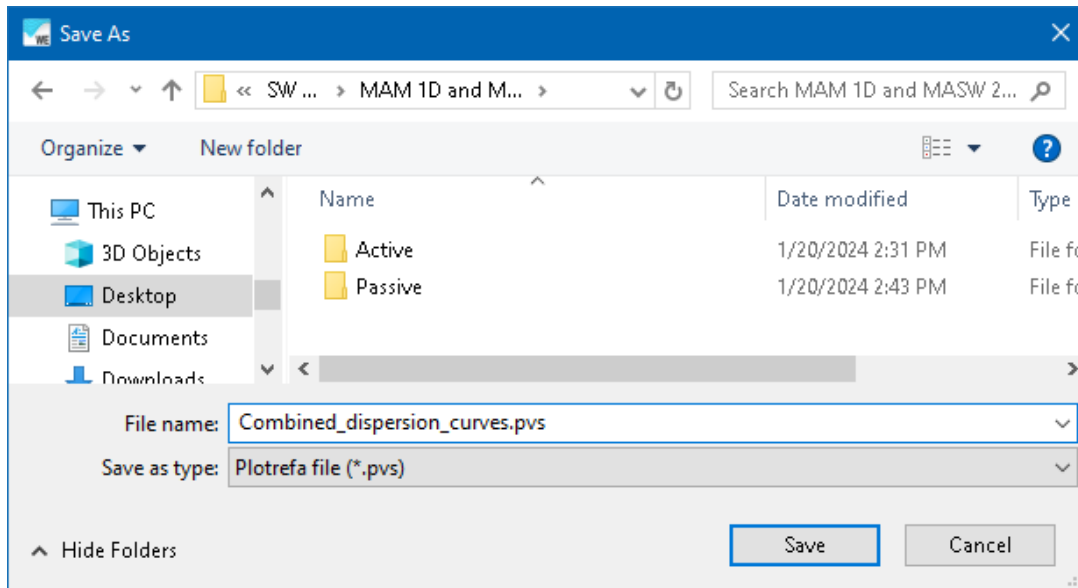 WE Save As
« SW ... › MAM 1D and M... ›
Search MAM 1D and MASW 2...
Organize
New folder
?
This PC
3D Objects
Desktop
Documents
Downloads
Name
Date modified
Type
Active
1/20/2024 2:31 PM
File fo
Passive
1/20/2024 2:43 PM
File fo
File name: Combined_dispersion_curves.pvs
Save as type: Plotrefa file (*.pvs)
Hide Folders
Save
Cancel